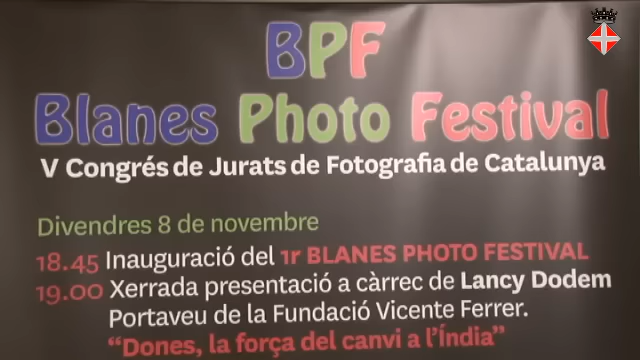 BPF
Blanes Photo Festival
V Congrés de Jurats de Fotografia de Catalunya
Divendres 8 de novembre
18.45 Inauguració del 1r BLANES PHOTO FESTIVAL
19.00 Xerrada presentació a càrrec de Lancy Dodem
Portaveu de la Fundació Vicente Ferrer.
“Dones, la força del canvi a l’Índia”